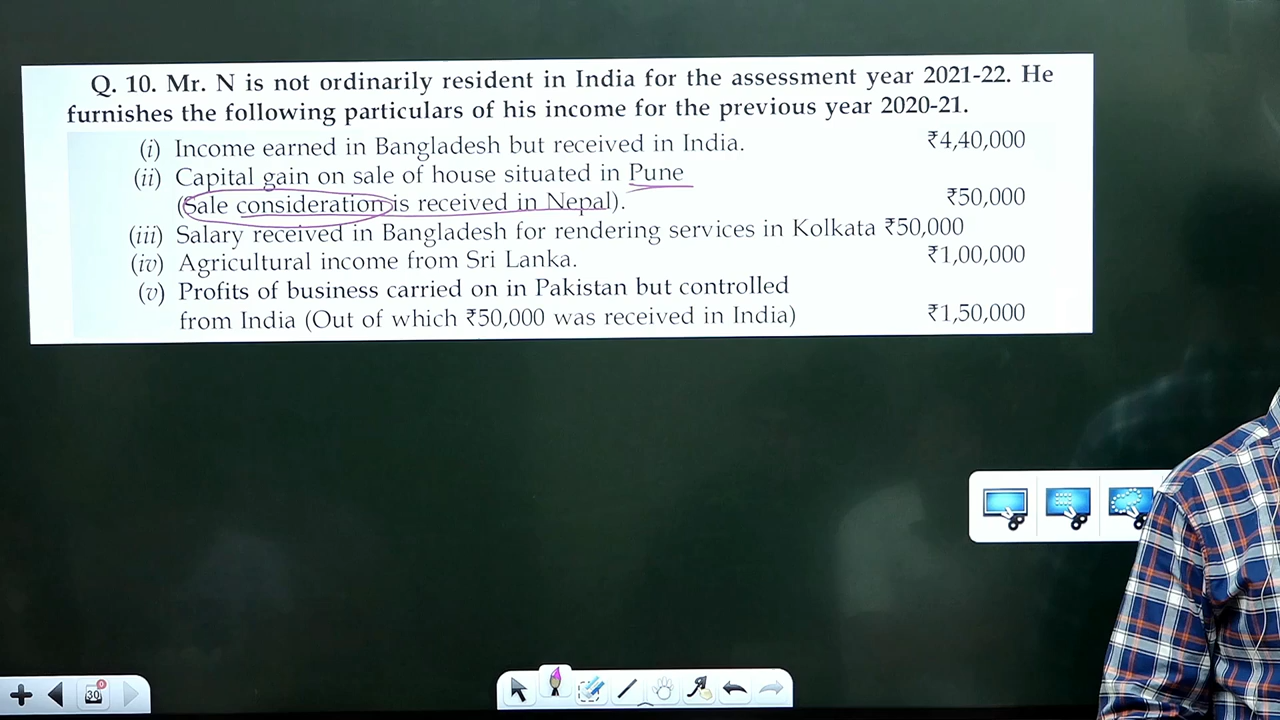 Q. 10. Mr. N is not ordinarily resident in India for the assessment year 2021-22. He
furnishes the following particulars of his income for the previous year 2020-21.
(i) Income earned in Bangladesh but received in India. ₹4,40,000
(ii) Capital gain on sale of house situated in Pune
(Sale consideration is received in Nepal). ₹50,000
(iii) Salary received in Bangladesh for rendering services in Kolkata ₹50,000
(iv) Agricultural income from Sri Lanka. ₹1,00,000
(v) Profits of business carried on in Pakistan but controlled
from India (Out of which ₹50,000 was received in India) ₹1,50,000
30
0